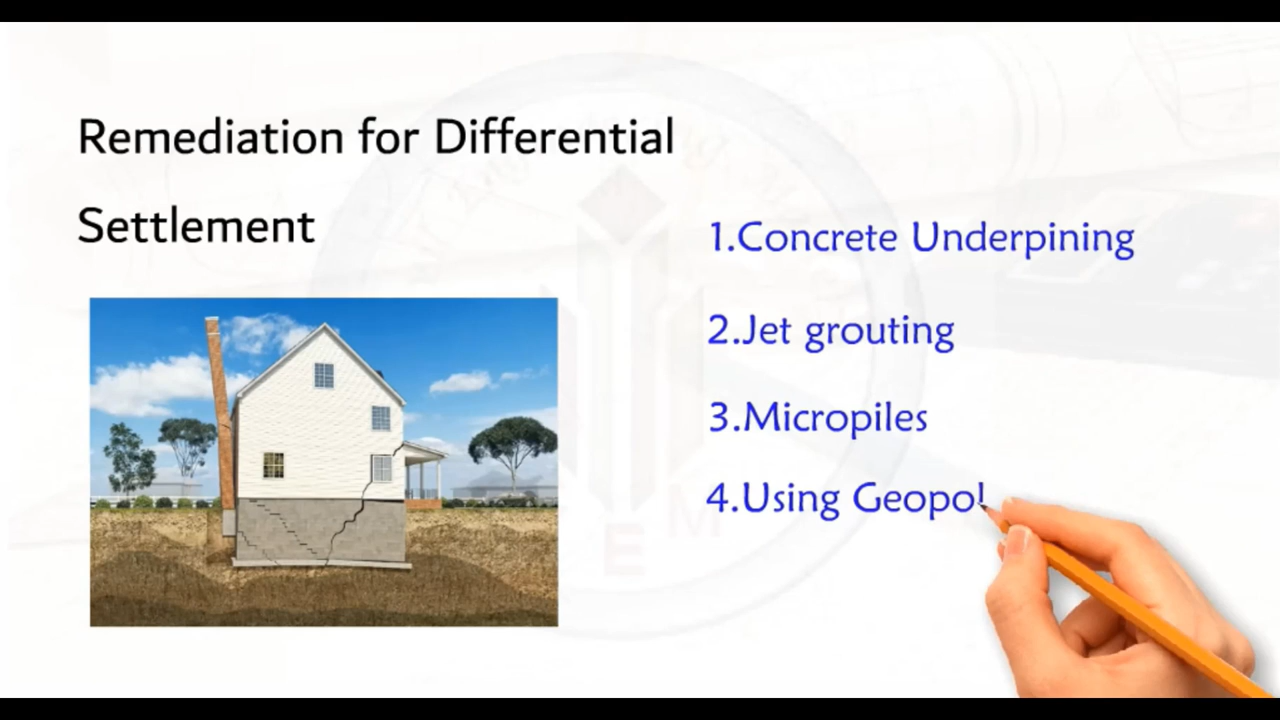 Remediation for Differential
Settlement
1.Concrete Underpining
2.Jet grouting
3.Micropiles
4.Using Geopol
E M